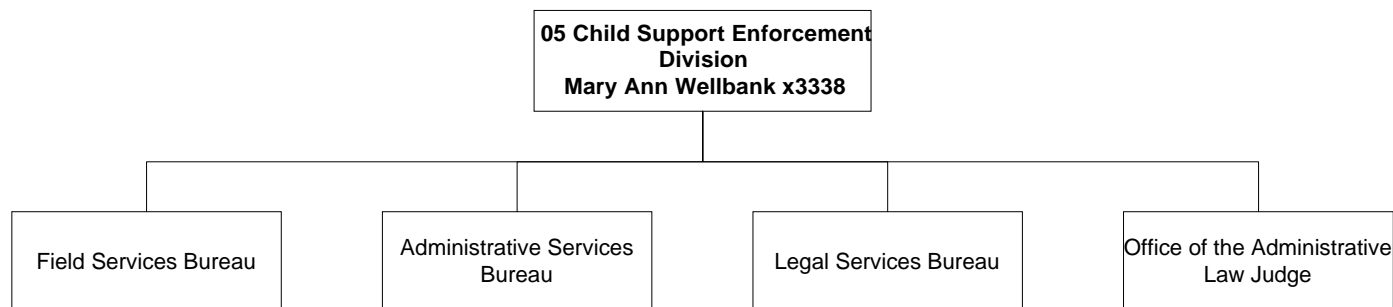 05 Child Support Enforcement
Division
Mary Ann Wellbank x3338
Field Services Bureau
Administrative Services
Bureau
Legal Services Bureau
Office of the Administrative
Law Judge